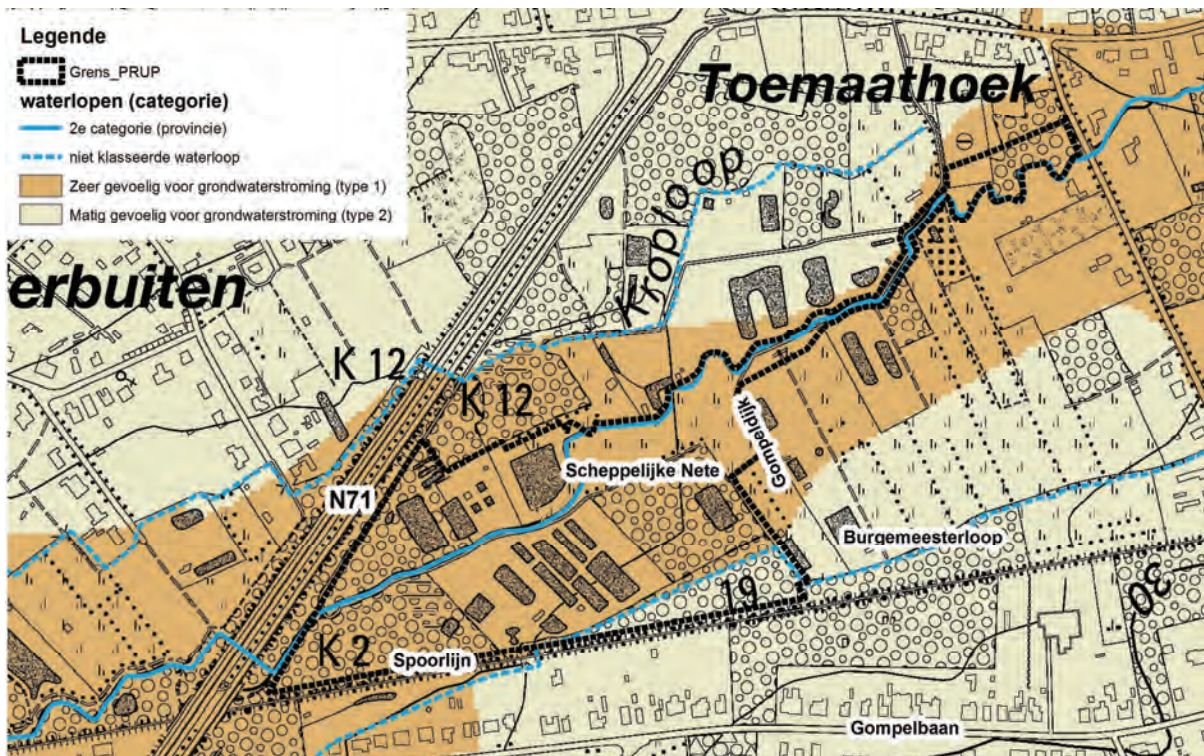 Legende
Grens_PRUP
waterlopen (categorie)
2e categorie (provincie)
niet klasseerde waterloop
Zeer gevoelig voor grondwaterstroming (type 1)
Matig gevoelig voor grondwaterstroming (type 2)
Toemaathoek
Kroploop
erbuiten
K 12
K 12
Gompeldijk
Scheppelijke Nete
N71
Burgemeesterloop
19
30
K 2
Spoorlijn
Gompelbaan